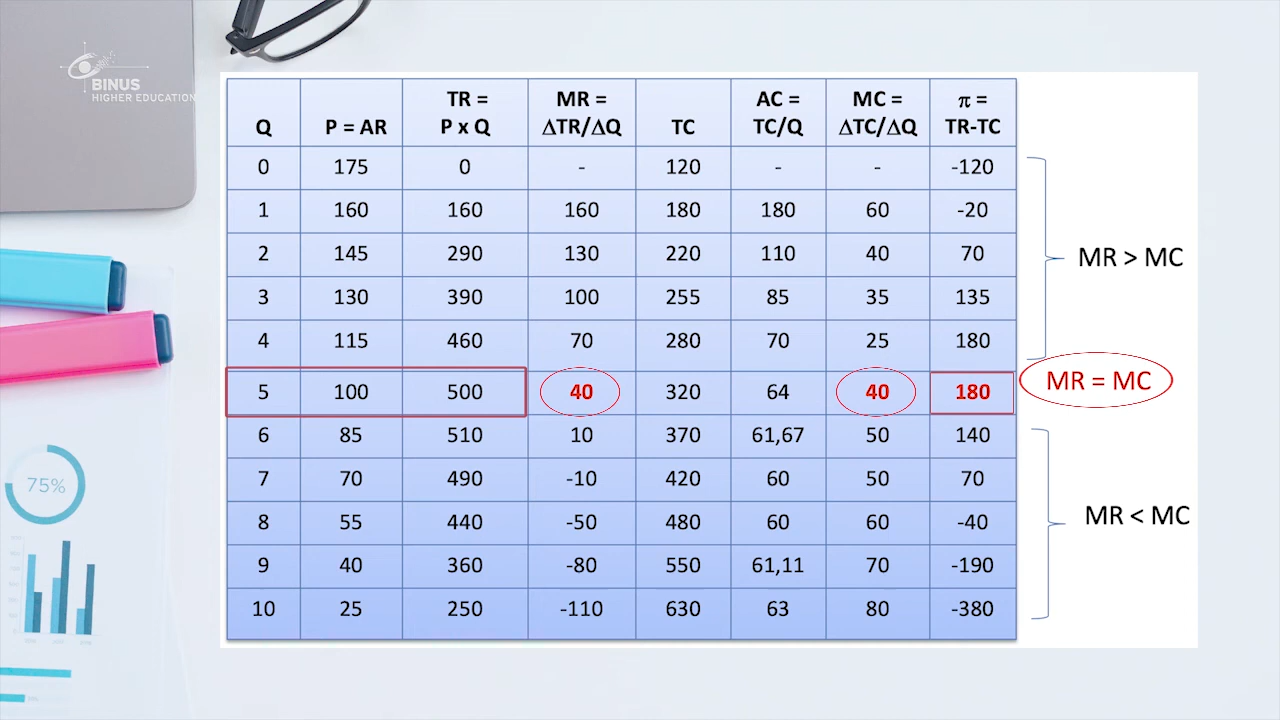 BINUS
HIGHER EDUCATION
Q P = AR TR = P x Q MR = ΔTR/ΔQ TC AC = TC/Q MC = ΔTC/ΔQ π = TR-TC
0 175 0 - 120 - - -120
1 160 160 160 180 180 60 -20
2 145 290 130 220 110 40 70
MR > MC
3 130 390 100 255 85 35 135
4 115 460 70 280 70 25 180
5 100 500 40 320 64 40 180
MR = MC
6 85 510 10 370 61,67 50 140
7 70 490 -10 420 60 50 70
8 55 440 -50 480 60 60 -40
MR < MC
9 40 360 -80 550 61,11 70 -190
10 25 250 -110 630 63 80 -380
75%